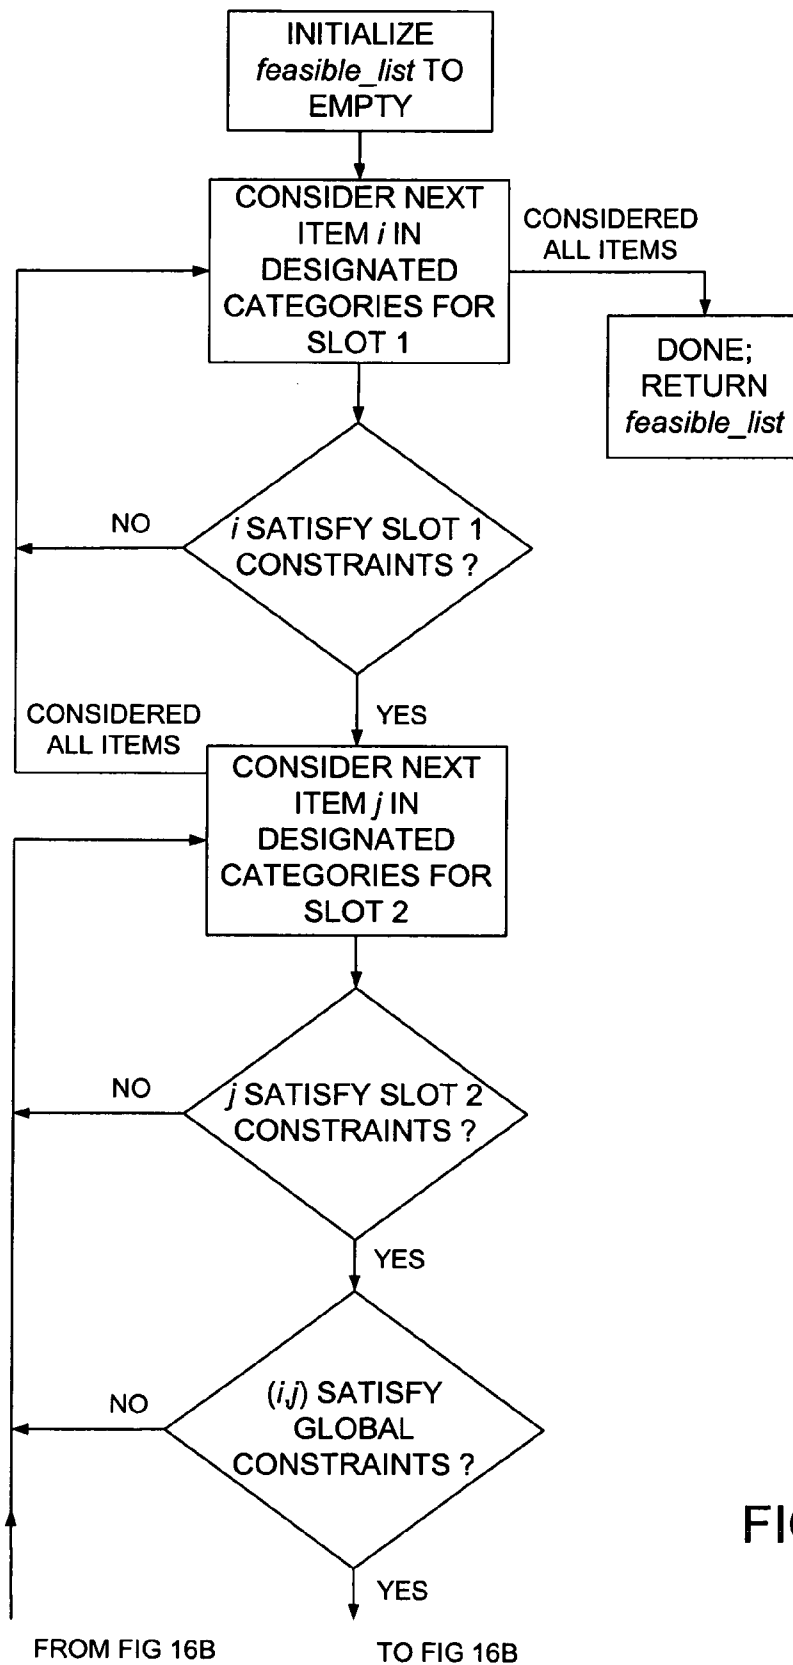 INITIALIZE
feasible_list TO
EMPTY
CONSIDER NEXT
ITEM i IN
DESIGNATED
CATEGORIES FOR
SLOT 1
CONSIDERED
ALL ITEMS
DONE;
RETURN
feasible_list
i SATISFY SLOT 1
CONSTRAINTS ?
NO
YES
CONSIDERED
ALL ITEMS
CONSIDER NEXT
ITEM j IN
DESIGNATED
CATEGORIES FOR
SLOT 2
j SATISFY SLOT 2
CONSTRAINTS ?
NO
YES
(i,j) SATISFY
GLOBAL
CONSTRAINTS ?
NO
YES
FROM FIG 16B
TO FIG 16B